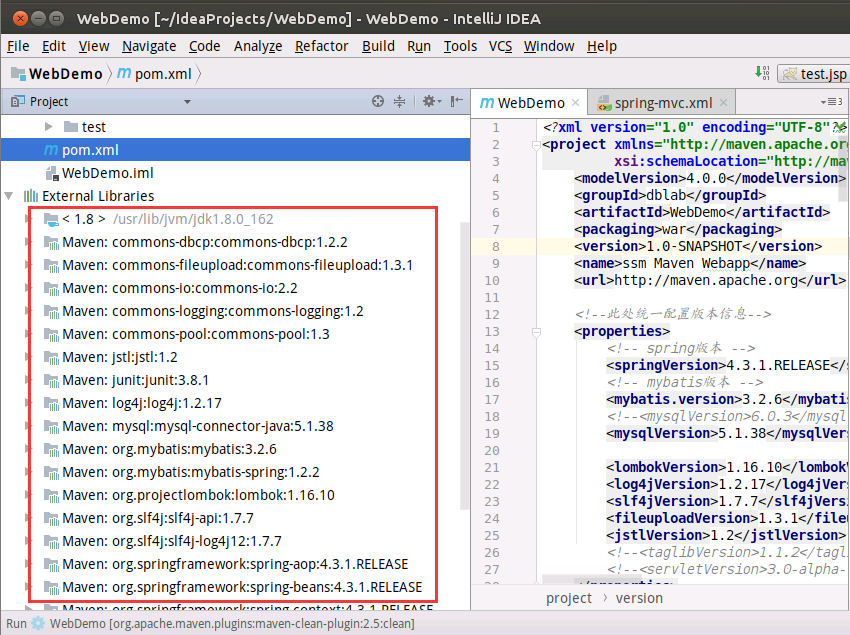 WebDemo [~/IdeaProjects/WebDemo] - WebDemo - IntelliJ IDEA
File Edit View Navigate Code Analyze Refactor Build Run Tools VCS Window Help
WebDemo pom.xml test.jsp
Project
test
pom.xml
WebDemo.iml
External Libraries
< 1.8 > /usr/lib/jvm/jdk1.8.0_162
Maven: commons-dbcp:commons-dbcp:1.2.2
Maven: commons-fileupload:commons-fileupload:1.3.1
Maven: commons-io:commons-io:2.2
Maven: commons-logging:commons-logging:1.2
Maven: commons-pool:commons-pool:1.3
Maven: jstl:jstl:1.2
Maven: junit:junit:3.8.1
Maven: log4j:log4j:1.2.17
Maven: mysql:mysql-connector-java:5.1.38
Maven: org.mybatis:mybatis:3.2.6
Maven: org.mybatis:mybatis-spring:1.2.2
Maven: org.projectlombok:lombok:1.16.10
Maven: org.slf4j:slf4j-api:1.7.7
Maven: org.slf4j:slf4j-log4j12:1.7.7
Maven: org.springframework:spring-aop:4.3.1.RELEASE
Maven: org.springframework:spring-beans:4.3.1.RELEASE
Maven: org.springframework:spring-context:4.3.1.RELEASE
WebDemo spring-mvc.xml 3
1 <?xml version="1.0" encoding="UTF-8"?>
2 <project xmlns="http://maven.apache.or
3 xsi:schemaLocation="http://ma
4 <modelVersion>4.0.0</modelVersion>
5 <groupId>dblab</groupId>
6 <artifactId>WebDemo</artifactId>
7 <packaging>war</packaging>
8 <version>1.0-SNAPSHOT</version>
9 <name>ssm Maven Webapp</name>
10 <url>http://maven.apache.org</url>
11
12 <!--此处统一配置版本信息-->
13 <properties>
14 <!-- spring版本 -->
15 <springVersion>4.3.1.RELEASE</s
16 <!-- mybatis版本 -->
17 <mybatis.version>3.2.6</mybatis
18 <!--<mysqlVersion>6.0.3</mysql
19 <mysqlVersion>5.1.38</mysqlVer
20
21 <lombokVersion>1.16.10</lombokV
22 <log4jVersion>1.2.17</log4jVer
23 <slf4jVersion>1.7.7</slf4jVers
24 <fileuploadVersion>1.3.1</fileu
25 <jstlVersion>1.2</jstlVersion>
26 <!--<taglibVersion>1.1.2</tagli
27 <!--<servletVersion>3.0-alpha-
28 </properties>
project version
Run WebDemo [org.apache.maven.plugins:maven-clean-plugin:2.5:clean]